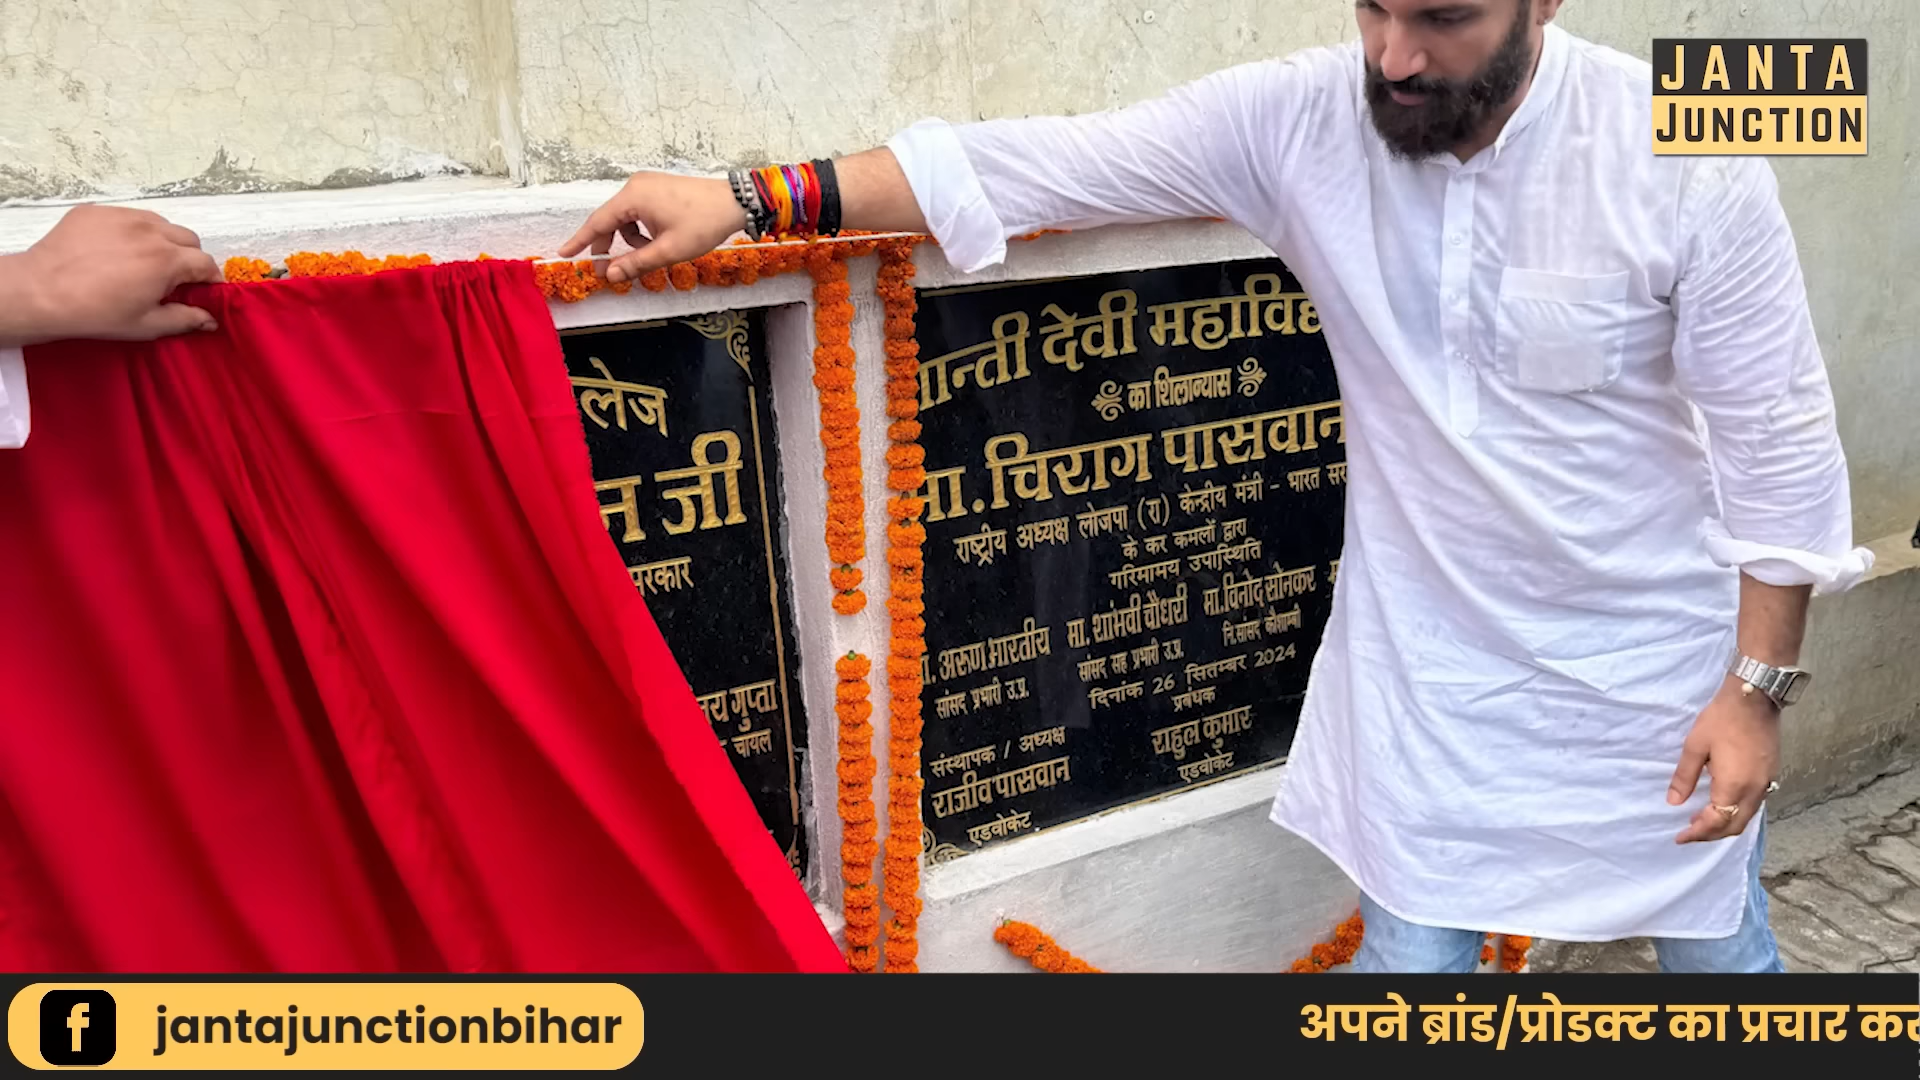 JANTA
JUNCTION
लेज
न जी
सरकार
गुप्ता
चायल
शान्ती देवी महाविद्य
का शिलान्यास
मा. चिराग पासवान
राष्ट्रीय अध्यक्ष लोजपा (रा) केन्द्रीय मंत्री - भारत सर
के कर कमलों द्वारा
गरिमामय उपास्थिति
मा. अरुण भारतीय मा. शांभवी चौधरी मा. विनोद सोनकर
सांसद प्रभारी उ.प्र. सांसद सह प्रभारी उ.प्र. नि. सांसद कौशाम्बी
दिनांक 26 सितम्बर 2024
प्रबंधक
राहुल कुमार
एडवोकेट
संस्थापक / अध्यक्ष
राजीव पासवान
एडवोकेट
jantajunctionbihar
अपने ब्रांड/प्रोडक्ट का प्रचार कर